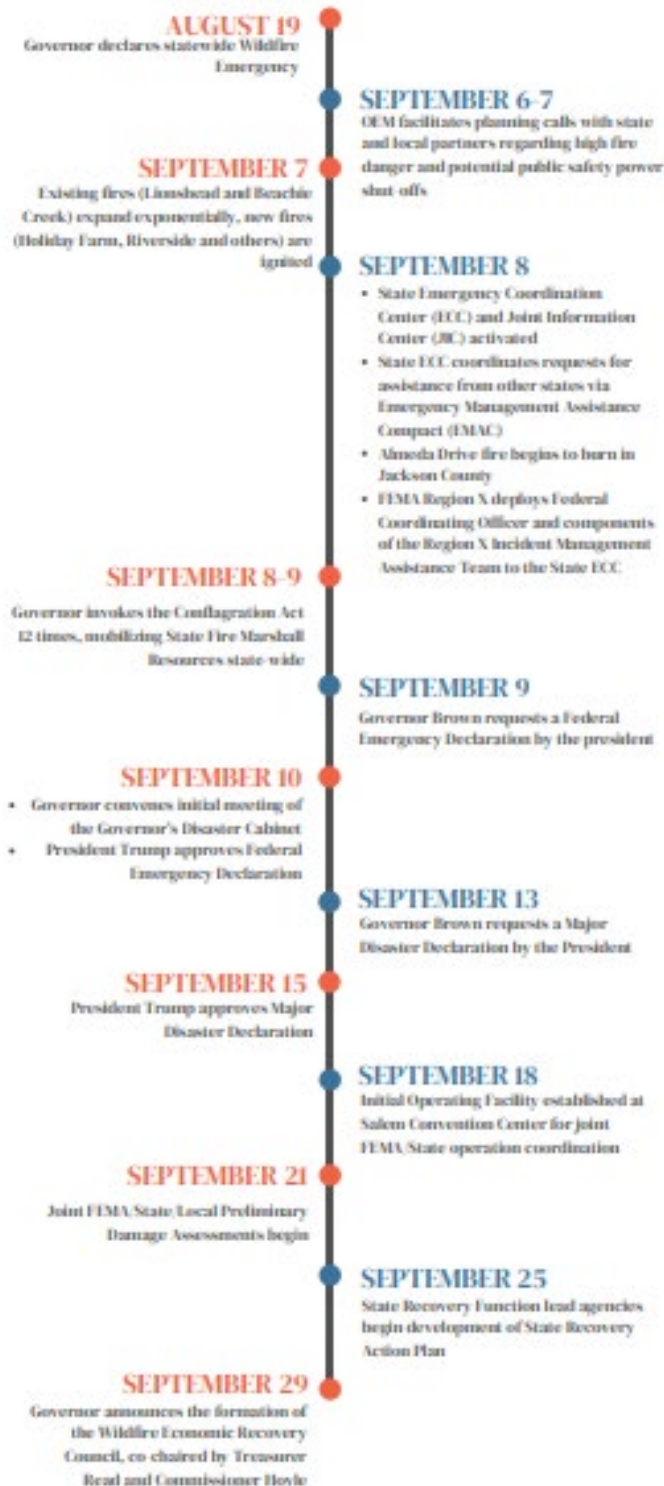 AUGUST 19
Governor declares statewide Wildfire
Emergency
SEPTEMBER 6-7
OEM facilitates planning calls with state
and local partners regarding high fire
danger and potential public safety power
shut-offs
SEPTEMBER 7
Existing fires (Lionshead and Beachie
Creek) expand exponentially, new fires
(Holiday Farm, Riverside and others) are
ignited
SEPTEMBER 8
• State Emergency Coordination
Center (ECC) and Joint Information
Center (JIC) activated
• State ECC coordinates requests for
assistance from other states via
Emergency Management Assistance
Compact (EMAC)
• Almeda Drive fire begins to burn in
Jackson County
• FEMA Region X deploys Federal
Coordinating Officer and components
of the Region X Incident Management
Assistance Team to the State ECC
SEPTEMBER 8-9
Governor invokes the Conflagration Act
12 times, mobilizing State Fire Marshall
Resources state-wide
SEPTEMBER 9
Governor Brown requests a Federal
Emergency Declaration by the president
SEPTEMBER 10
• Governor convenes initial meeting of
the Governor's Disaster Cabinet
• President Trump approves Federal
Emergency Declaration
SEPTEMBER 13
Governor Brown requests a Major
Disaster Declaration by the President
SEPTEMBER 15
President Trump approves Major
Disaster Declaration
SEPTEMBER 18
Initial Operating Facility established at
Salem Convention Center for joint
FEMA/State operation coordination
SEPTEMBER 21
Joint FEMA/State/Local Preliminary
Damage Assessments begin
SEPTEMBER 25
State Recovery Function lead agencies
begin development of State Recovery
Action Plan
SEPTEMBER 29
Governor announces the formation of
the Wildfire Economic Recovery
Council, co-chaired by Treasurer
Read and Commissioner Hoyle